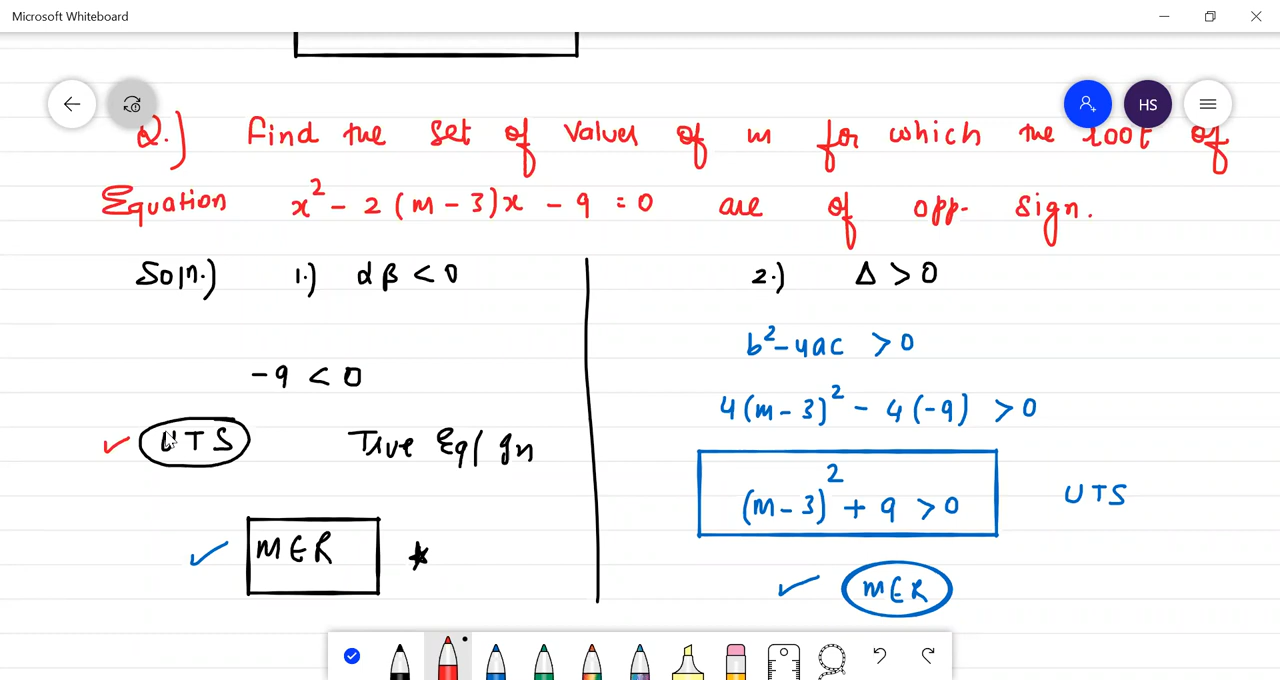 Microsoft Whiteboard
HS
Q.) Find the set of values of m for which the root of
Equation x² - 2(m-3)x - 9 = 0 are of opp. sign.
Soln.) 1.) αβ < 0
-9 < 0
UTS True Eq/ gn
M ∈ R *
2.) Δ > 0
b² - 4ac > 0
4(m-3)² - 4(-9) > 0
(m-3)² + 9 > 0 UTS
m ∈ R